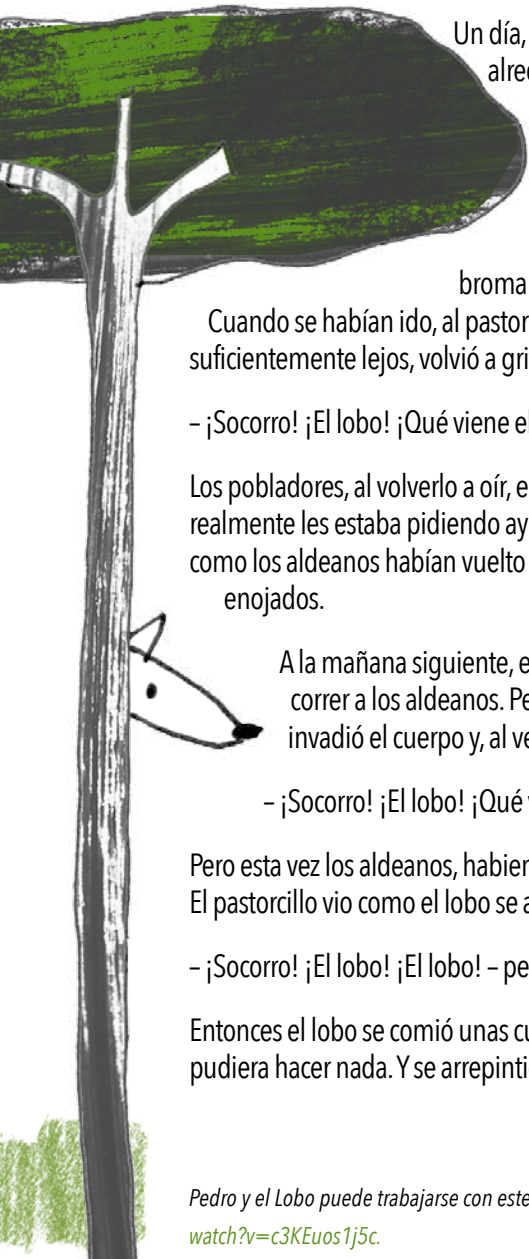 Un día,
alre
broma
Cuando se habían ido, al pastor
suficientemente lejos, volvió a gri
– ¡Socorro! ¡El lobo! ¡Qué viene el
Los pobladores, al volverlo a oír, e
realmente les estaba pidiendo ay
como los aldeanos habían vuelto
enojados.
A la mañana siguiente, e
correr a los aldeanos. Pe
invadió el cuerpo y, al ve
– ¡Socorro! ¡El lobo! ¡Qué v
Pero esta vez los aldeanos, habien
El pastorcillo vio como el lobo se a
– ¡Socorro! ¡El lobo! ¡El lobo! – pe
Entonces el lobo se comió unas cu
pudiera hacer nada. Y se arrepinti
Pedro y el Lobo puede trabajarse con este
watch?v=c3KEuos1j5c.